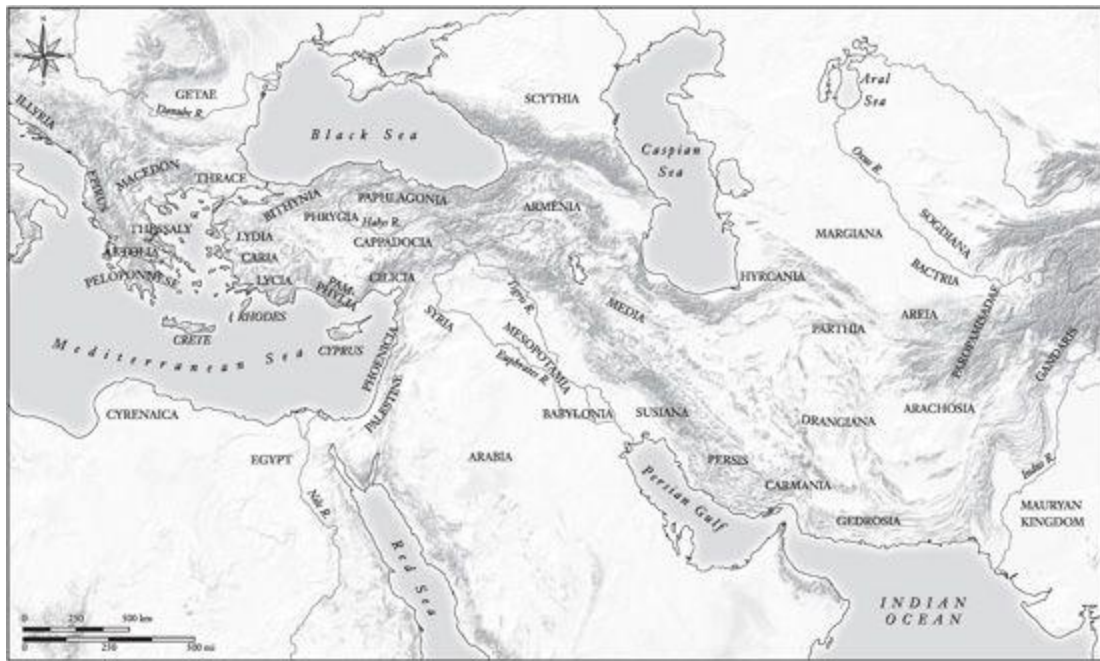 GETAE
Danube R.
ILLYRIA
SCYTHIA
Aral
Sea
Black Sea
Caspian
Sea
Oxus R.
EPIRUS
MACEDON
THRACE
BITHYNIA
PAPHLAGONIA
ARMENIA
PHRYGIA
Halys R.
SOGDIANA
THESSALY
LYDIA
CAPPADOCIA
MARGIANA
AETOLIA
CARIA
BACTRIA
PELOPONNESE
LYCIA
PAM-
PHYLIA
CILICIA
HYRCANIA
Tigris R.
MEDIA
RHODES
SYRIA
PARTHIA
AREIA
PAROPAMISADAE
GANDARIS
CRETE
CYPRUS
MESOPOTAMIA
Mediterranean Sea
PHOENICIA
Euphrates R.
PALESTINE
CYRENAICA
BABYLONIA
SUSIANA
DRANGIANA
ARACHOSIA
EGYPT
ARABIA
PERSIS
Indus R.
Nile R.
Persian Gulf
CARMANIA
MAURYAN
KINGDOM
GEDROSIA
Red Sea
INDIAN
OCEAN
0 250 500 km
0 250 500 mi